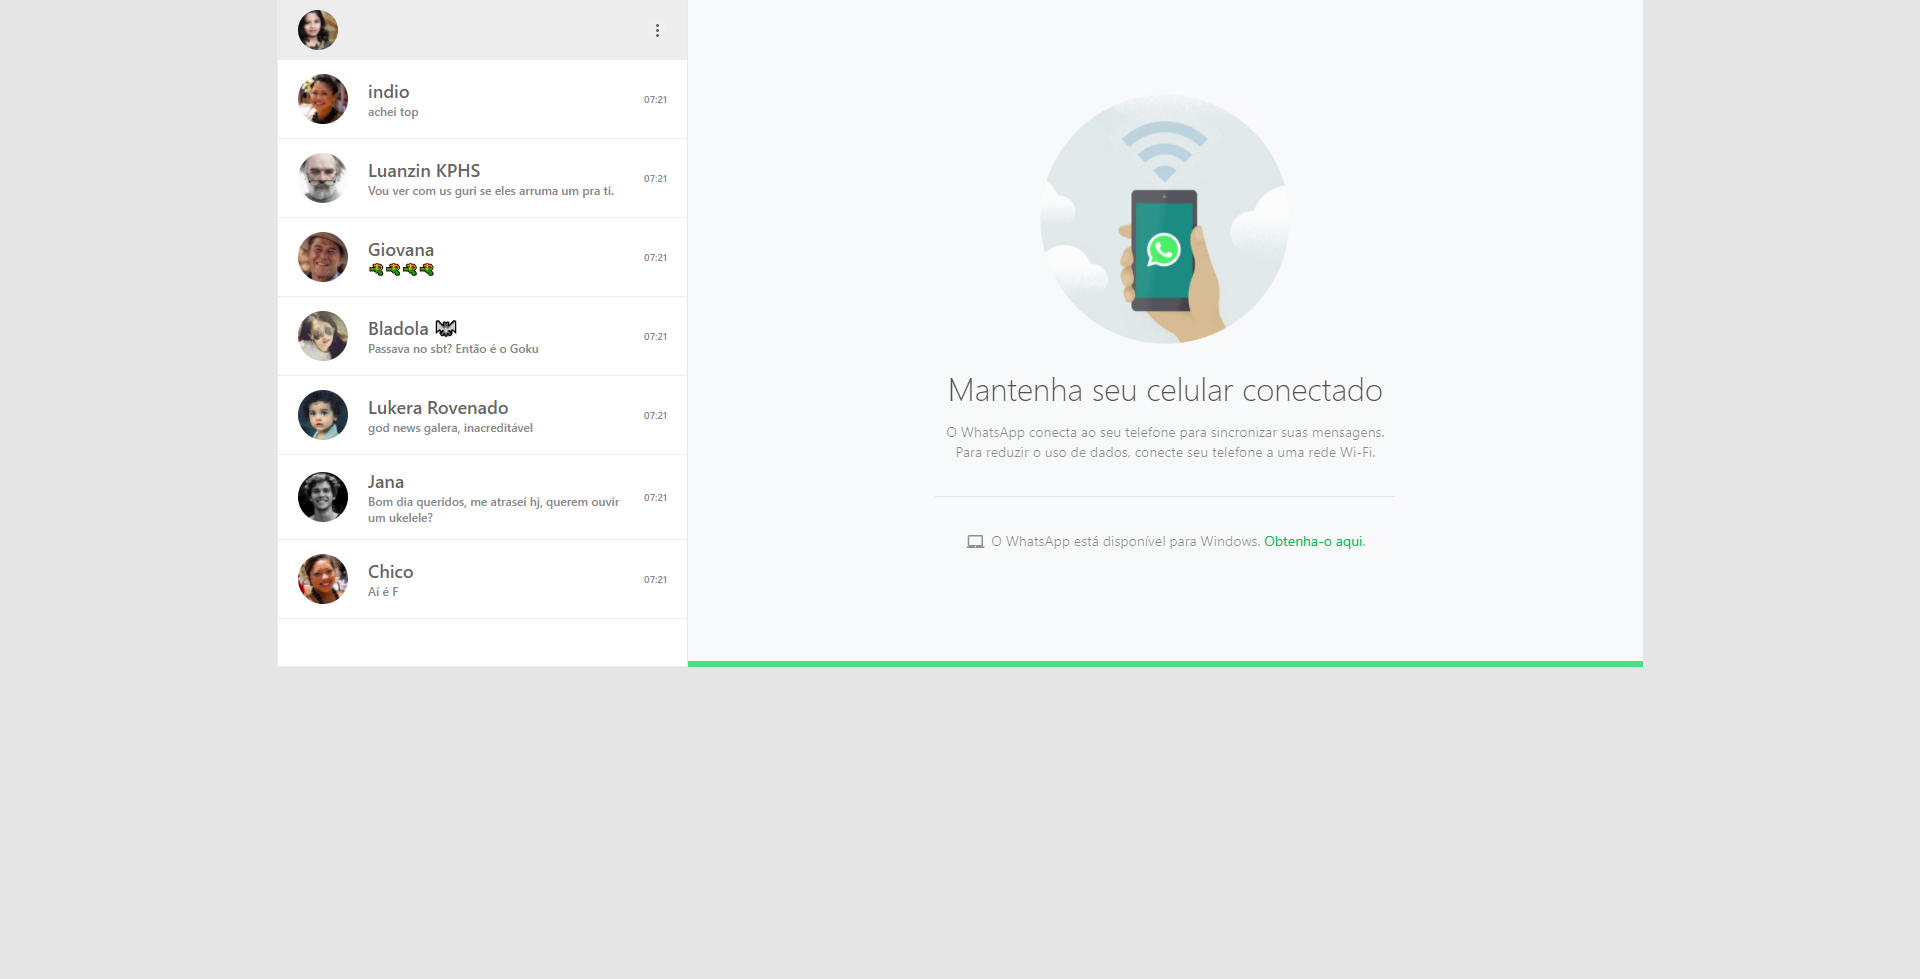 indio
achei top
07:21
Luanzin KPHS
Vou ver com us guri se eles arruma um pra ti.
07:21
Giovana
07:21
Bladola
Passava no sbt? Então é o Goku
07:21
Lukera Rovenado
god news galera, inacreditável
07:21
Jana
Bom dia queridos, me atrasei hj, querem ouvir
um ukelele?
07:21
Chico
Aí é F
07:21
Mantenha seu celular conectado
O WhatsApp conecta ao seu telefone para sincronizar suas mensagens.
Para reduzir o uso de dados, conecte seu telefone a uma rede Wi-Fi.
O WhatsApp está disponível para Windows. Obtenha-o aqui.